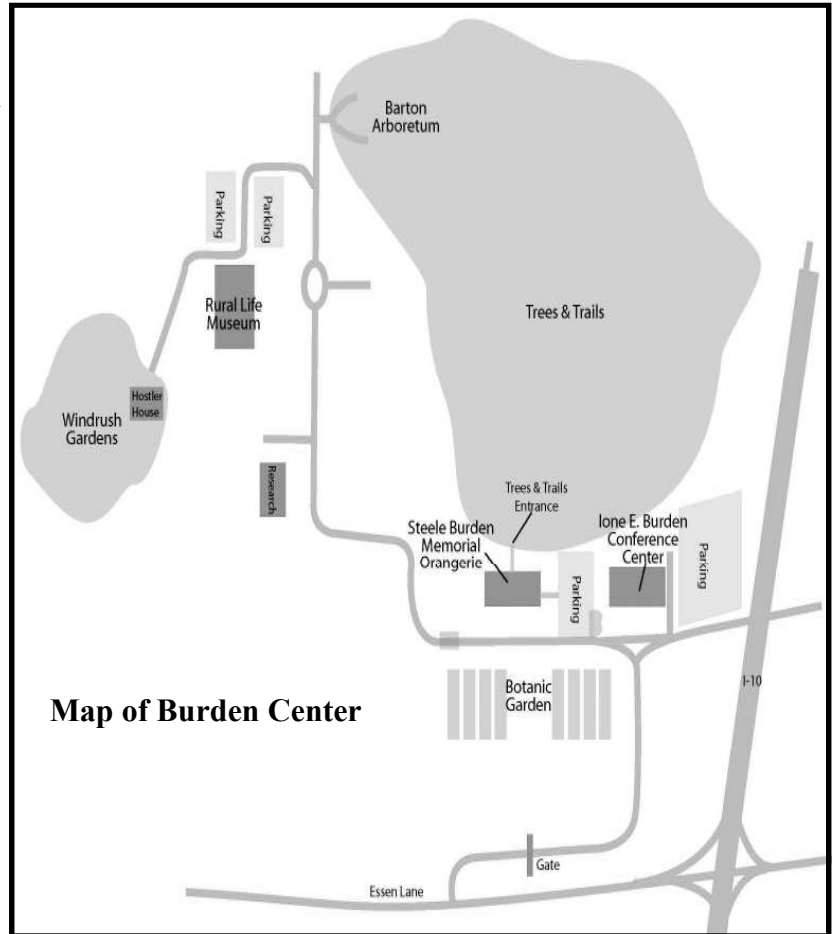 Barton
Arboretum
Parking
Parking
Rural Life
Museum
Trees & Trails
Hostler
House
Windrush
Gardens
Research
Trees & Trails
Entrance
Steele Burden
Memorial
Orangerie
Ione E. Burden
Conference
Center
Parking
Parking
Botanic
Garden
I-10
Map of Burden Center
Gate
Essen Lane